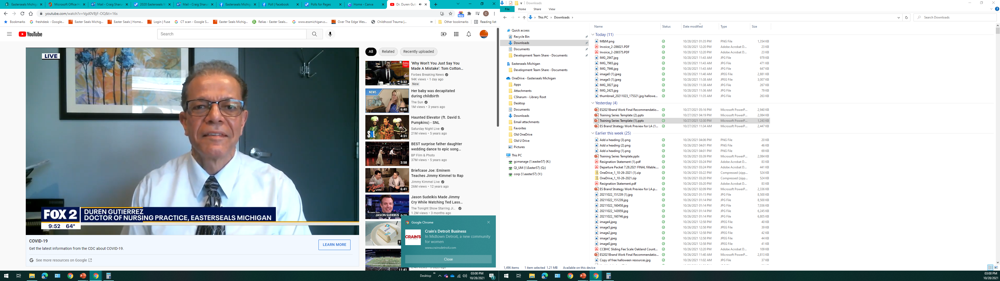 Easterseals Michiga
Microsoft Office H
Mail - Craig Sharum
2020 Easterseals M
Mail - Craig Sharum
Easterseals Michiga
Poll | Facebook
Polls for Pages
Home - Canva
Dr. Duren Gut
youtube.com/watch?v=Vgd0VBjF-OQ&t=16s
Bookmarks
freshdesk - Google...
Easter Seals Michig...
Easter Seals | Home...
Login | Fuse
CT scan - Google S...
Easter Seals Michig...
Relias - Easter Seals...
www.essmichigan.o...
Over The Edge Wes...
Childhood Trauma |...
Other bookmarks
Reading list
YouTube
Search
LIVE
FOX 2
DUREN GUTIERREZ
DOCTOR OF NURSING PRACTICE, EASTERSEALS MICHIGAN
9:52 64°
COVID-19
Get the latest information from the CDC about COVID-19.
LEARN MORE
See more resources on Google
All
Related
Recently uploaded
5:32
'Why Won't You Just Say You
Made A Mistake': Tom Cotton...
Forbes Breaking News
94K views • 1 day ago
New
NEWS
6:40
Her baby was decapitated
during childbirth
The Sun
1M views • 3 years ago
4:31
Haunted Elevator (ft. David S.
Pumpkins) - SNL
Saturday Night Live
21M views • 5 years ago
3:58
BEST surprise father daughter
wedding dance to epic song...
BP Film & Photo
37M views • 5 years ago
6:41
Briefcase Joe: Eminem
Teaches Jimmy Kimmel to Rap
Jimmy Kimmel Live
26M views • 12 years ago
JASON SUDEIKIS
Jason Sudeikis Made Jimmy
Cry While Watching Ted Lass...
The Tonight Show Starring Ji...
1.2M views • 3 months ago
11:41
Google Chrome
CRAIN'S
Crain's Detroit Business
In Midtown Detroit, a new community
for women
www.crainsdetroit.com
Close
Desktop
03:00 PM
10/28/2021
Downloads
File
Home
Share
View
This PC
Downloads
Search Downloads
Quick access
Recycle Bin
Downloads
Documents
Development Team Share - Documents
Easterseals Michigan
Development Team Share - Documents
OneDrive - Easterseals Michigan
Apps
Attachments
CSharum - Library Root
Desktop
Documents
Downloads
Email attachments
Favorites
Old OneDrive
Old U Drive
Pictures
This PC
gcmanage (\\easter57) (K:)
QI_UM (\\Easter57) (Q:)
corp (\\easter57) (Y:)
Name Status Date modified Type Size
Today (11)
M&M.png 10/28/2021 01:35 PM PNG File 1,354 KB
Invoice_2-286021.PDF 10/28/2021 12:20 PM Adobe Acrobat D... 23 KB
Invoice_2-286575.PDF 10/28/2021 12:20 PM Adobe Acrobat D... 23 KB
IMG_2947.jpg 10/28/2021 11:43 AM JPG File 979 KB
IMG_7965.jpg 10/28/2021 11:43 AM JPG File 471 KB
IMG_7946.jpg 10/28/2021 11:43 AM JPG File 647 KB
image0 (1).jpeg 10/28/2021 11:40 AM JPEG File 2,881 KB
image5 (1).jpeg 10/28/2021 11:38 AM JPEG File 3,007 KB
IMG_3827.jpg 10/28/2021 11:38 AM JPG File 267 KB
IMG_2425.jpg 10/28/2021 11:36 AM JPG File 79 KB
thumbnail_20211023_175321.jpg hallowe... 10/28/2021 11:35 AM JPG File 263 KB
Yesterday (4)
ES2021Brand Work Final Recommendatio... 10/27/2021 05:16 PM Microsoft PowerP... 2,940 KB
Training Series Template (2).pptx 10/27/2021 04:19 PM Microsoft PowerP... 2,084 KB
Training Series Template (1).pptx 10/27/2021 12:30 PM Microsoft PowerP... 1,243 KB
ES Brand Strategy Work Preview for LA (1... 10/27/2021 11:34 AM Microsoft PowerP... 2,447 KB
Earlier this week (25)
Add a heading (3).png 10/26/2021 04:06 PM PNG File 20 KB
Add a heading (2).png 10/26/2021 04:01 PM PNG File 46 KB
Add a heading (1).png 10/26/2021 04:01 PM PNG File 69 KB
Training Series Template.pptx 10/26/2021 03:39 PM Microsoft PowerP... 2,084 KB
Resignation Statement (1).pdf 10/26/2021 03:24 PM Adobe Acrobat D... 83 KB
Departure Packet 7.28.2021 FINAL fillable.... 10/26/2021 03:24 PM Adobe Acrobat D... 441 KB
OneDrive_1_10-26-2021 (1).zip 10/26/2021 03:22 PM Compressed (zipp... 524 KB
OneDrive_1_10-26-2021.zip 10/26/2021 03:20 PM Compressed (zipp... 524 KB
Resignation Statement.pdf 10/26/2021 03:20 PM Adobe Acrobat D... 83 KB
ES Brand Strategy Work Preview for LA.p... 10/26/2021 02:09 PM Microsoft PowerP... 2,336 KB
20211022_151239 (1).jpg 10/26/2021 01:15 PM JPG File 8,500 KB
20211022_151239.jpg 10/26/2021 01:14 PM JPG File 8,500 KB
20211022_160458.jpg 10/26/2021 01:14 PM JPG File 7,036 KB
20211022_143959.jpg 10/26/2021 01:14 PM JPG File 6,245 KB
20211022_160746.jpg 10/26/2021 01:14 PM JPG File 6,805 KB
image4.jpeg 10/26/2021 12:58 PM JPEG File 40 KB
image5.jpeg 10/26/2021 12:58 PM JPEG File 39 KB
image2.jpeg 10/26/2021 12:58 PM JPEG File 42 KB
image1.jpeg 10/26/2021 12:58 PM JPEG File 44 KB
image0.jpeg 10/26/2021 12:58 PM JPEG File 41 KB
CCBHC Sliding Fee Scale Oakland Count... 10/26/2021 12:20 PM Adobe Acrobat D... 109 KB
ES2021Brand Work Final Recommendatio... 10/26/2021 11:40 AM Microsoft PowerP... 2,813 KB
Copy of free halloween resources.jpg 10/26/2021 11:02 AM JPG File 37 KB
1,496 items 1 item selected 1.21 MB Available on this device
03:00 PM
10/28/2021